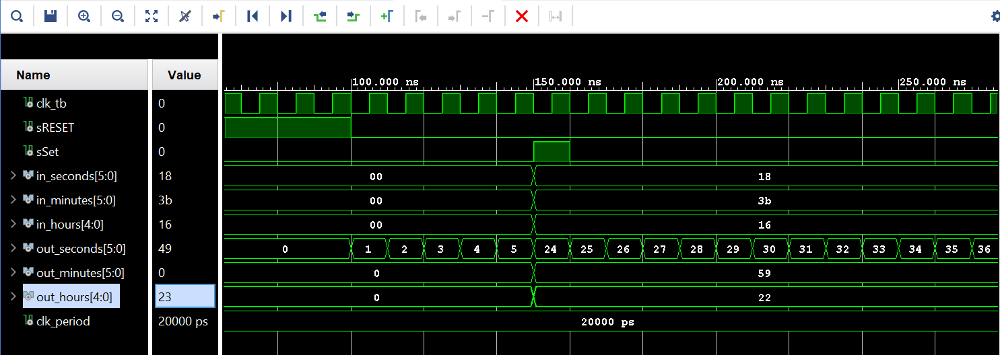 Name Value
100.000 ns 150.000 ns 200.000 ns 250.000 ns
clk_tb 0
sRESET 0
sSet 0
in_seconds[5:0] 18 00 18
in_minutes[5:0] 3b 00 3b
in_hours[4:0] 16 00 16
out_seconds[5:0] 49 0 1 2 3 4 5 24 25 26 27 28 29 30 31 32 33 34 35 36
out_minutes[5:0] 0 0 59
out_hours[4:0] 23 0 22
clk_period 20000 ps 20000 ps